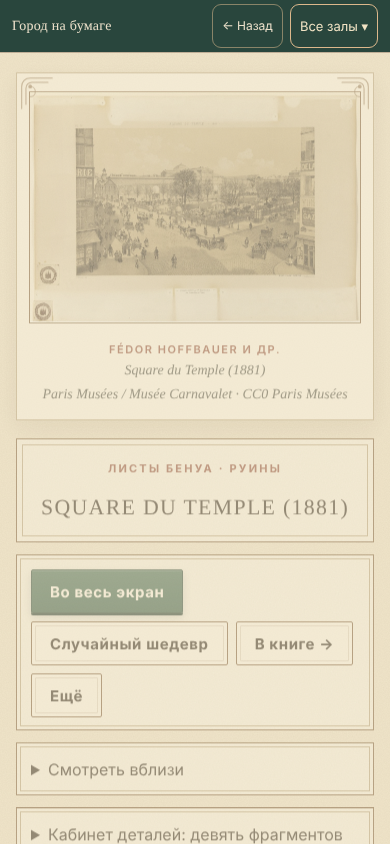 Город на бумаге
← Назад
Все залы ▾
FÉDOR HOFFBAUER И ДР.
Square du Temple (1881)
Paris Musées / Musée Carnavalet · CC0 Paris Musées
ЛИСТЫ БЕНУА · РУИНЫ
SQUARE DU TEMPLE (1881)
Во весь экран
Случайный шедевр
В книге →
Ещё
▶ Смотреть вблизи
▶ Кабинет деталей: девять фрагментов